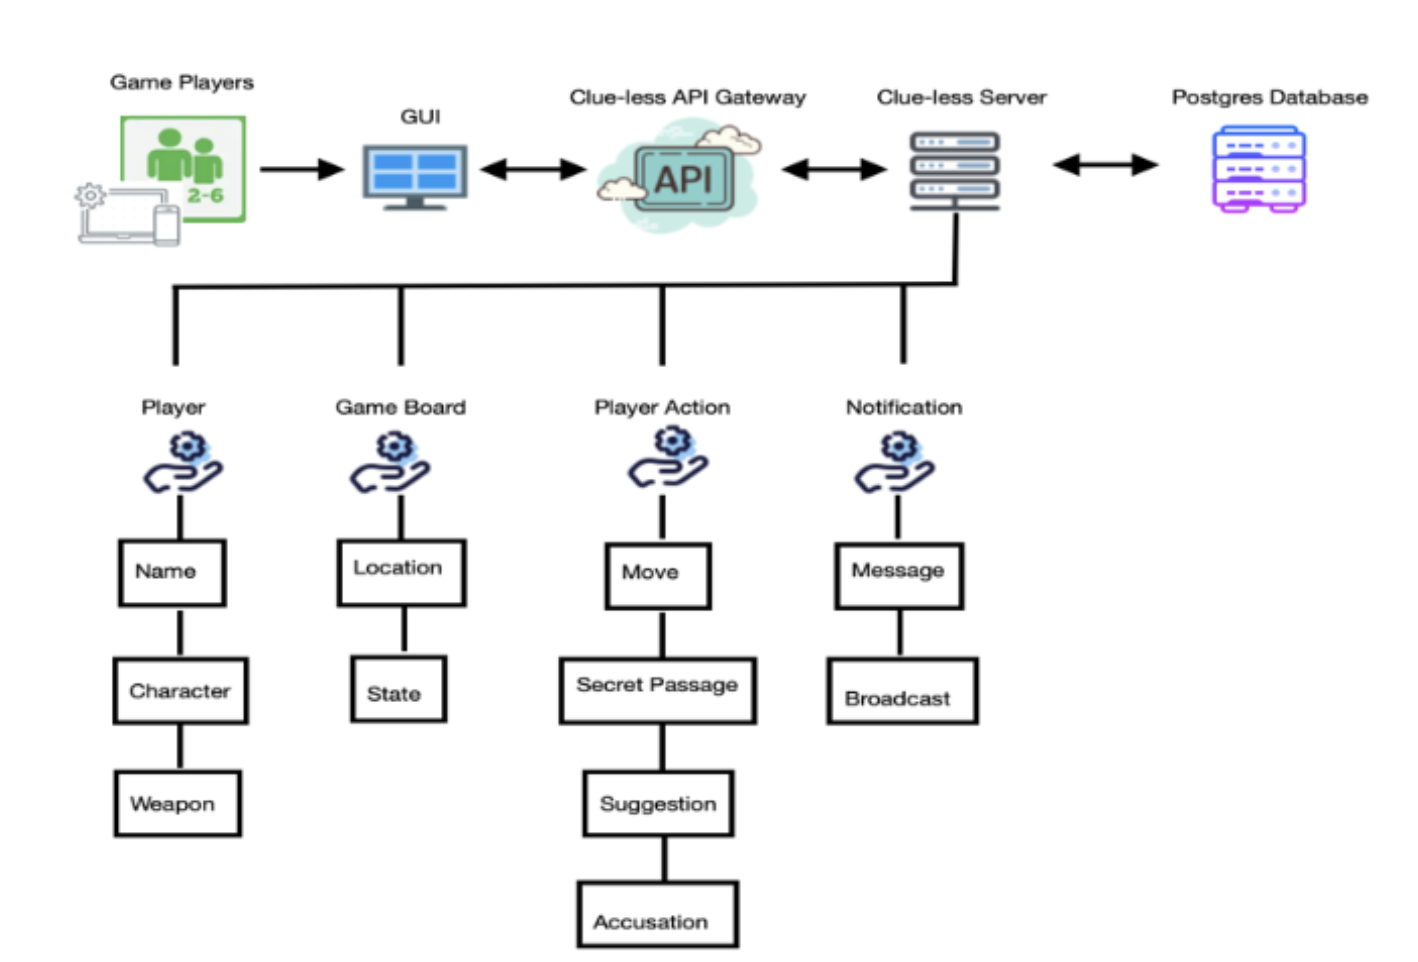 Game Players
GUI
Clue-less API Gateway
Clue-less Server
Postgres Database
2-6
API
Player
Game Board
Player Action
Notification
Name
Location
Move
Message
Character
State
Secret Passage
Broadcast
Weapon
Suggestion
Accusation